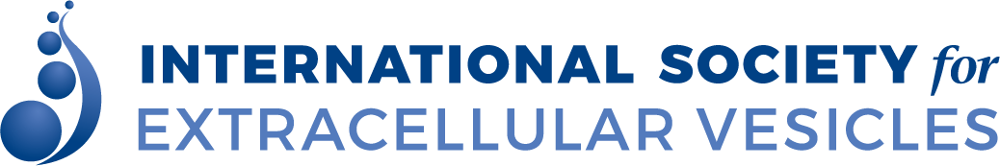 INTERNATIONAL SOCIETY for
EXTRACELLULAR VESICLES